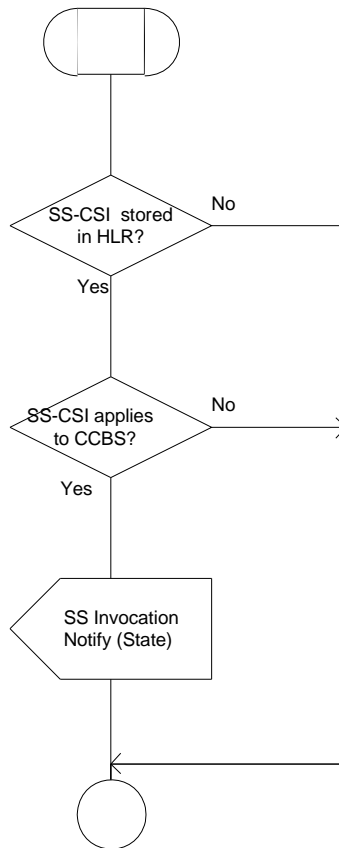 SS-CSI stored
in HLR?
No
Yes
SS-CSI applies
to CCBS?
No
Yes
SS Invocation
Notify (State)